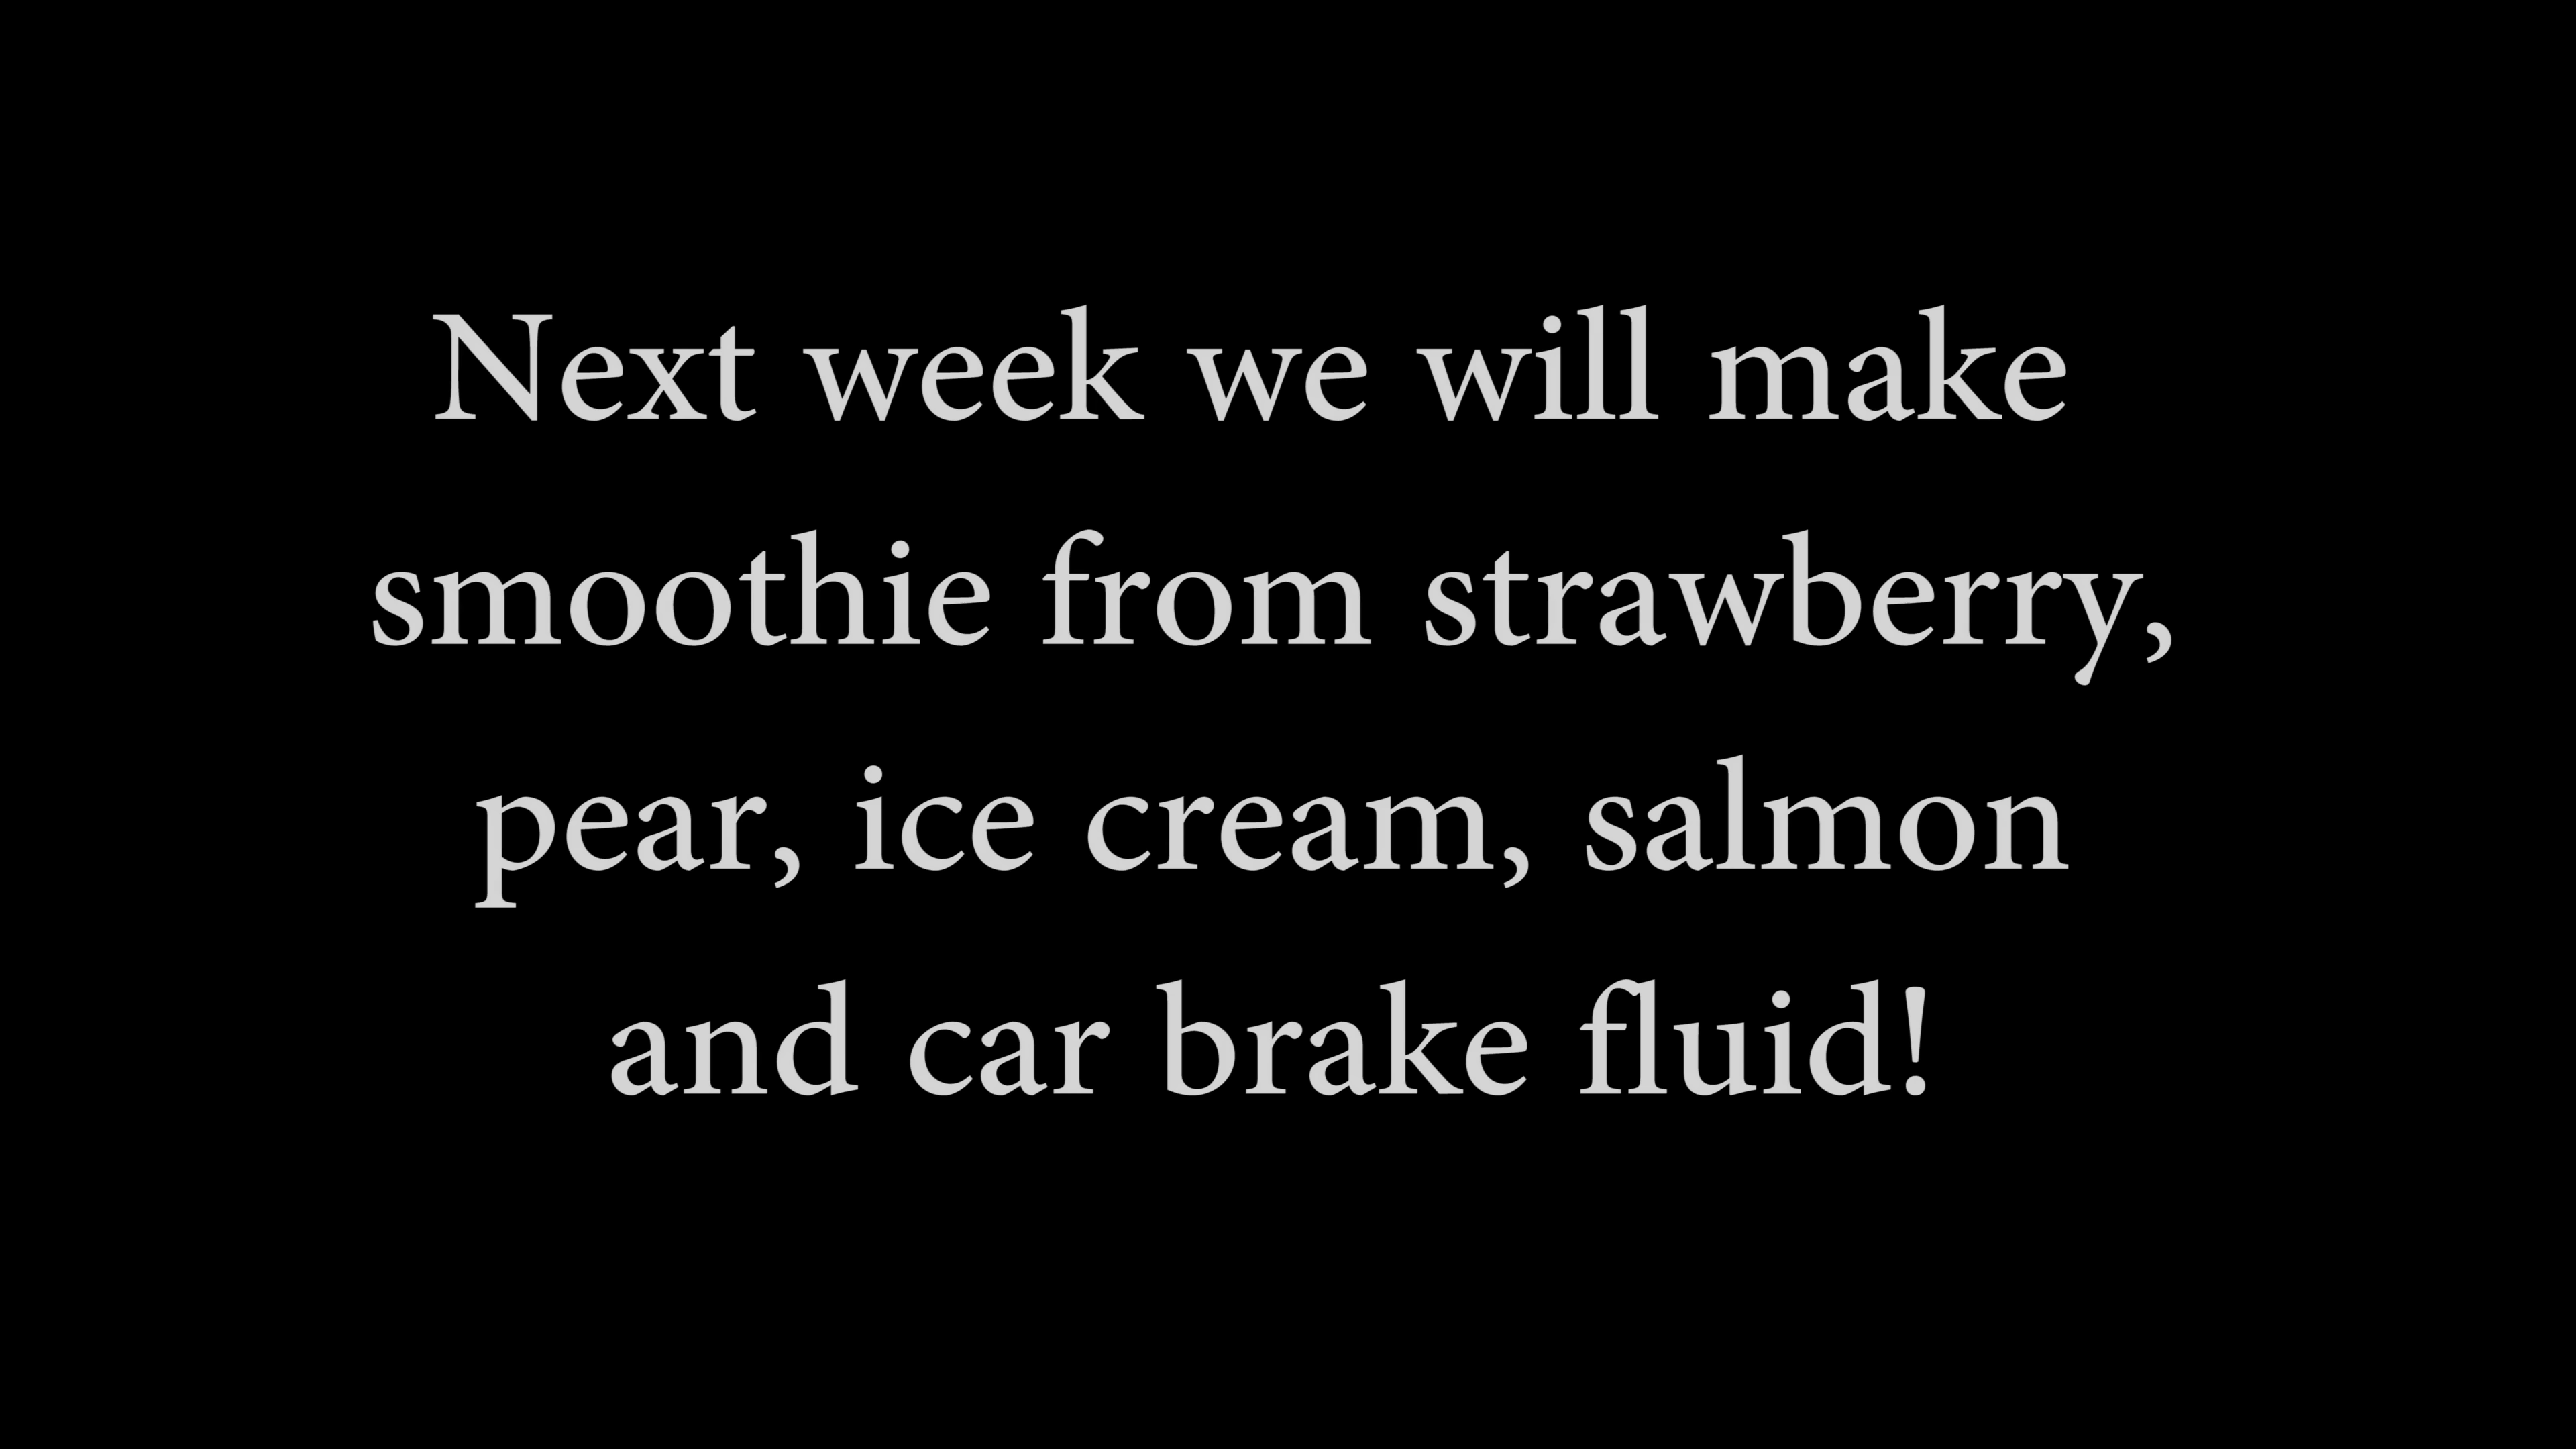 Next week we will make
smoothie from strawberry,
pear, ice cream, salmon
and car brake fluid!